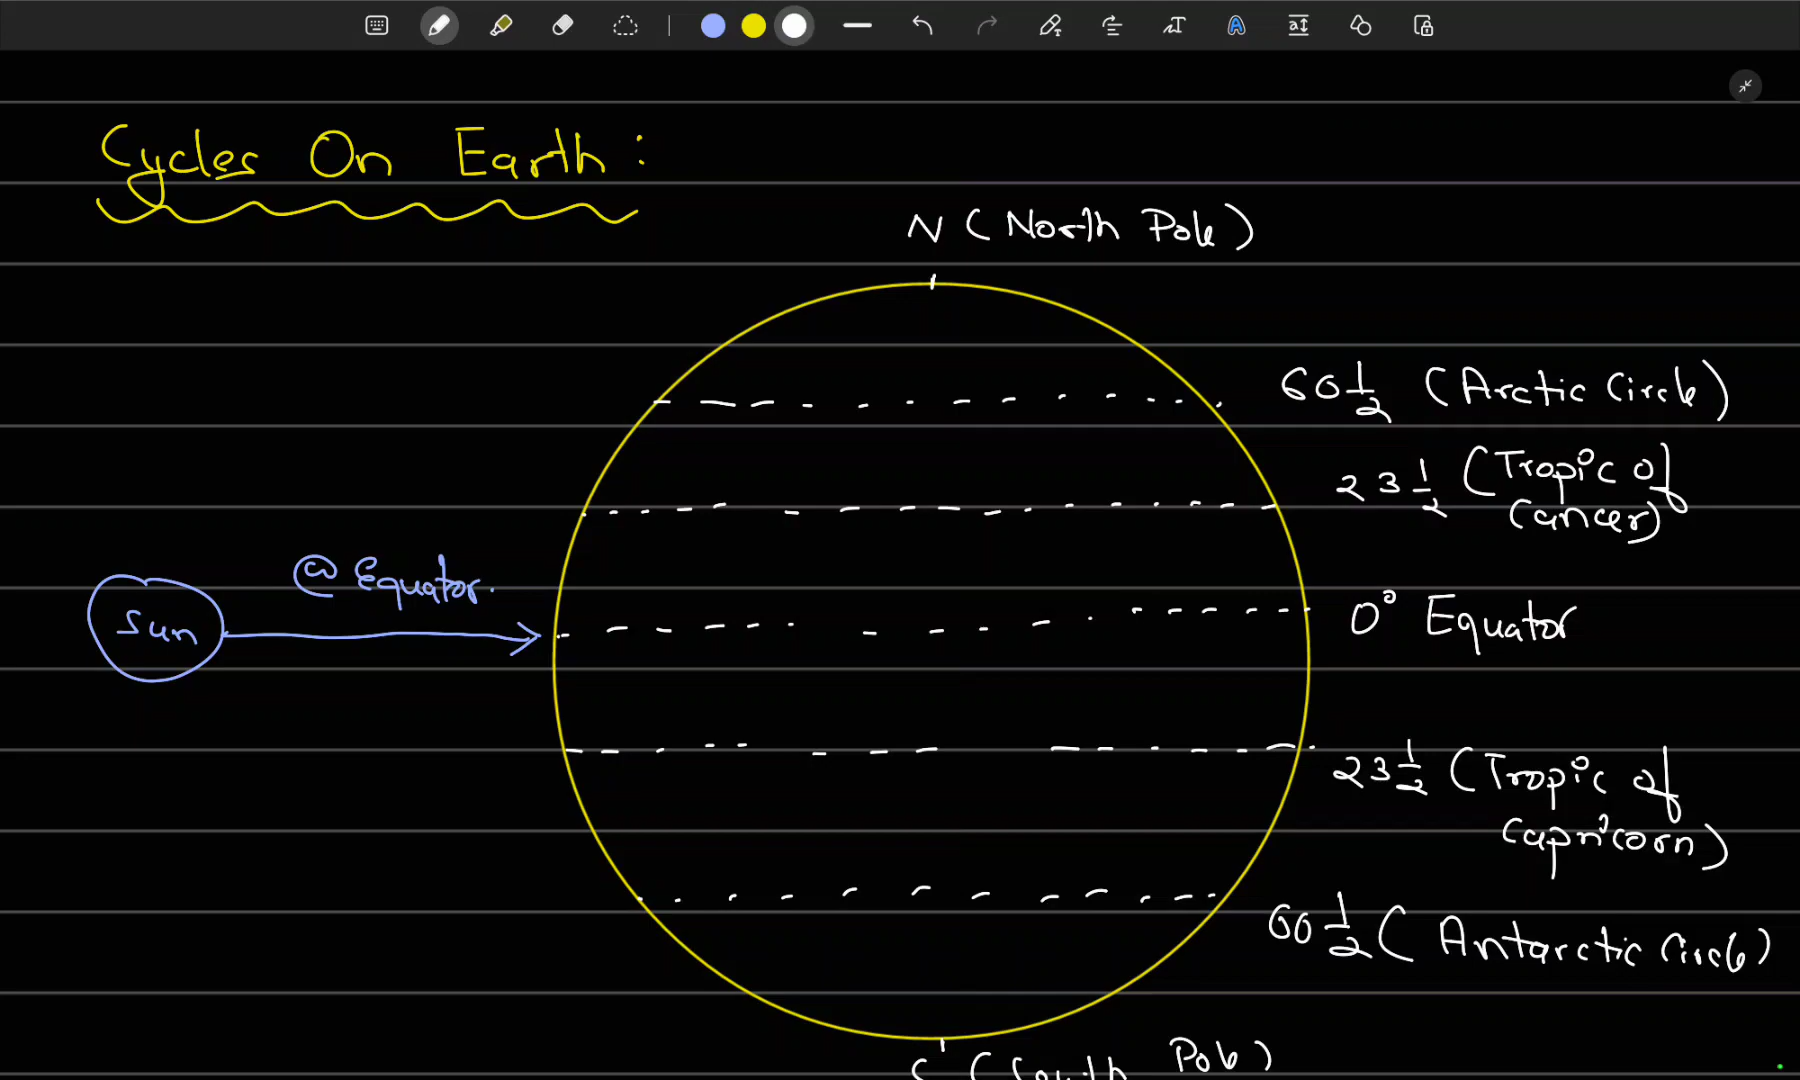 Cycles On Earth:
N (North Pole)
60 1/2 (Arctic Circle)
23 1/2 (Tropic of
Cancer)
@ Equator.
Sun
0° Equator
23 1/2 (Tropic of
Capricorn)
60 1/2 (Antarctic Circle)
S (South Pole)